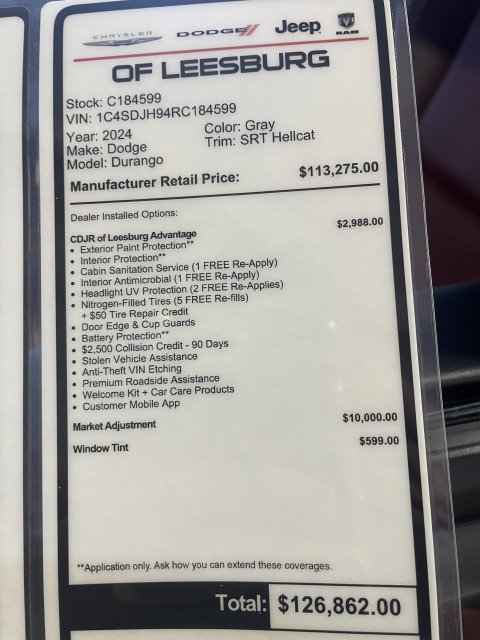 CHRYSLER DODGE Jeep RAM
OF LEESBURG
Stock: C184599
VIN: 1C4SDJH94RC184599
Year: 2024 Color: Gray
Make: Dodge Trim: SRT Hellcat
Model: Durango
Manufacturer Retail Price: $113,275.00
Dealer Installed Options:
CDJR of Leesburg Advantage $2,988.00
• Exterior Paint Protection**
• Interior Protection**
• Cabin Sanitation Service (1 FREE Re-Apply)
• Interior Antimicrobial (1 FREE Re-Apply)
• Headlight UV Protection (2 FREE Re-Applies)
• Nitrogen-Filled Tires (5 FREE Re-fills)
+ $50 Tire Repair Credit
• Door Edge & Cup Guards
• Battery Protection**
• $2,500 Collision Credit - 90 Days
• Stolen Vehicle Assistance
• Anti-Theft VIN Etching
• Premium Roadside Assistance
• Welcome Kit + Car Care Products
• Customer Mobile App
Market Adjustment $10,000.00
Window Tint $599.00
**Application only. Ask how you can extend these coverages.
Total: $126,862.00